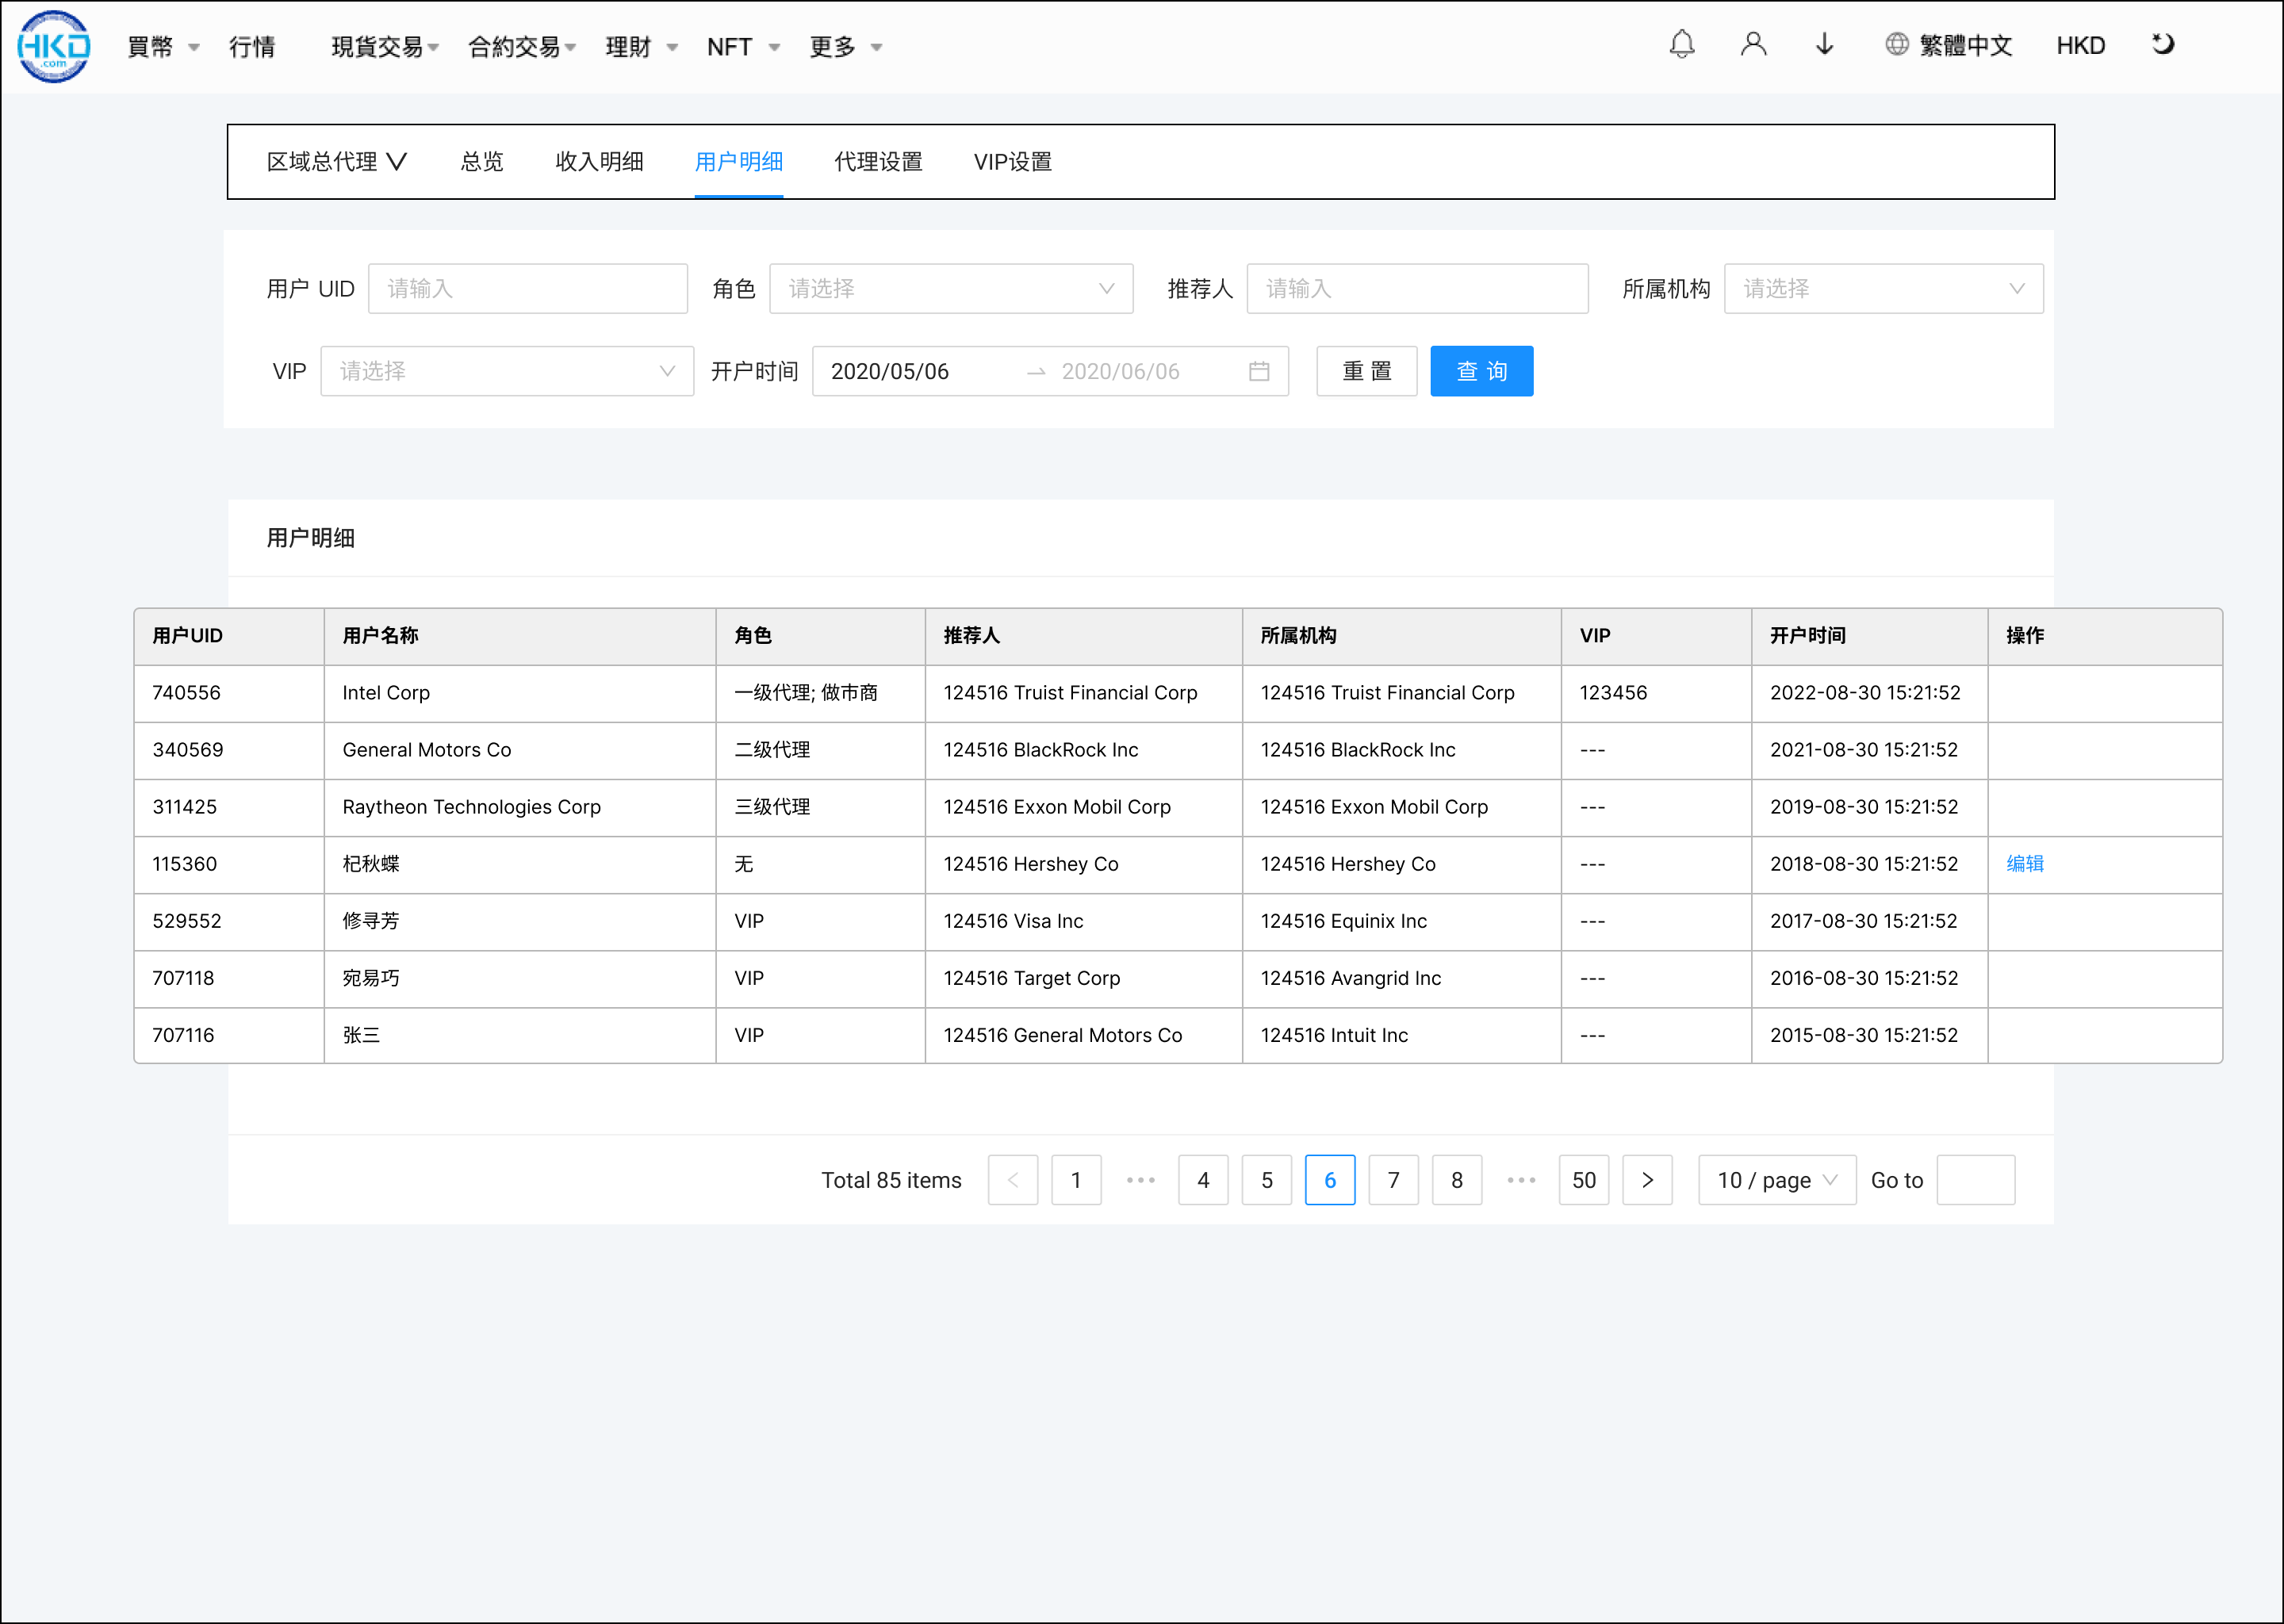 HKD
.com
買幣 行情 現貨交易 合約交易 理財 NFT 更多 繁體中文 HKD
区域总代理 总览 收入明细 用户明细 代理设置 VIP设置
用户 UID 请输入 角色 请选择 推荐人 请输入 所属机构 请选择
VIP 请选择 开户时间 2020/05/06 2020/06/06 重 置 查 询
用户明细
用户UID 用户名称 角色 推荐人 所属机构 VIP 开户时间 操作
740556 Intel Corp 一级代理; 做市商 124516 Truist Financial Corp 124516 Truist Financial Corp 123456 2022-08-30 15:21:52
340569 General Motors Co 二级代理 124516 BlackRock Inc 124516 BlackRock Inc --- 2021-08-30 15:21:52
311425 Raytheon Technologies Corp 三级代理 124516 Exxon Mobil Corp 124516 Exxon Mobil Corp --- 2019-08-30 15:21:52
115360 杞秋蝶 无 124516 Hershey Co 124516 Hershey Co --- 2018-08-30 15:21:52 编辑
529552 修寻芳 VIP 124516 Visa Inc 124516 Equinix Inc --- 2017-08-30 15:21:52
707118 宛易巧 VIP 124516 Target Corp 124516 Avangrid Inc --- 2016-08-30 15:21:52
707116 张三 VIP 124516 General Motors Co 124516 Intuit Inc --- 2015-08-30 15:21:52
Total 85 items < 1 ••• 4 5 6 7 8 ••• 50 > 10 / page Go to